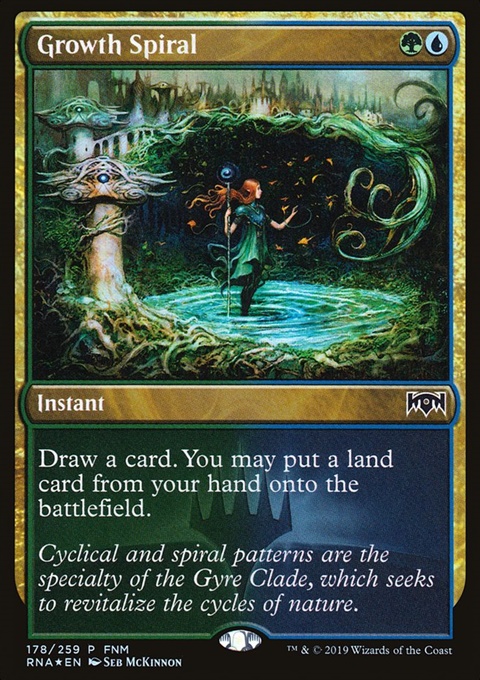 Growth Spiral
Instant
Draw a card. You may put a land
card from your hand onto the
battlefield.
Cyclical and spiral patterns are the
specialty of the Gyre Clade, which seeks
to revitalize the cycles of nature.
178/259 P FNM
RNA★EN Seb McKinnon
™ & © 2019 Wizards of the Coast